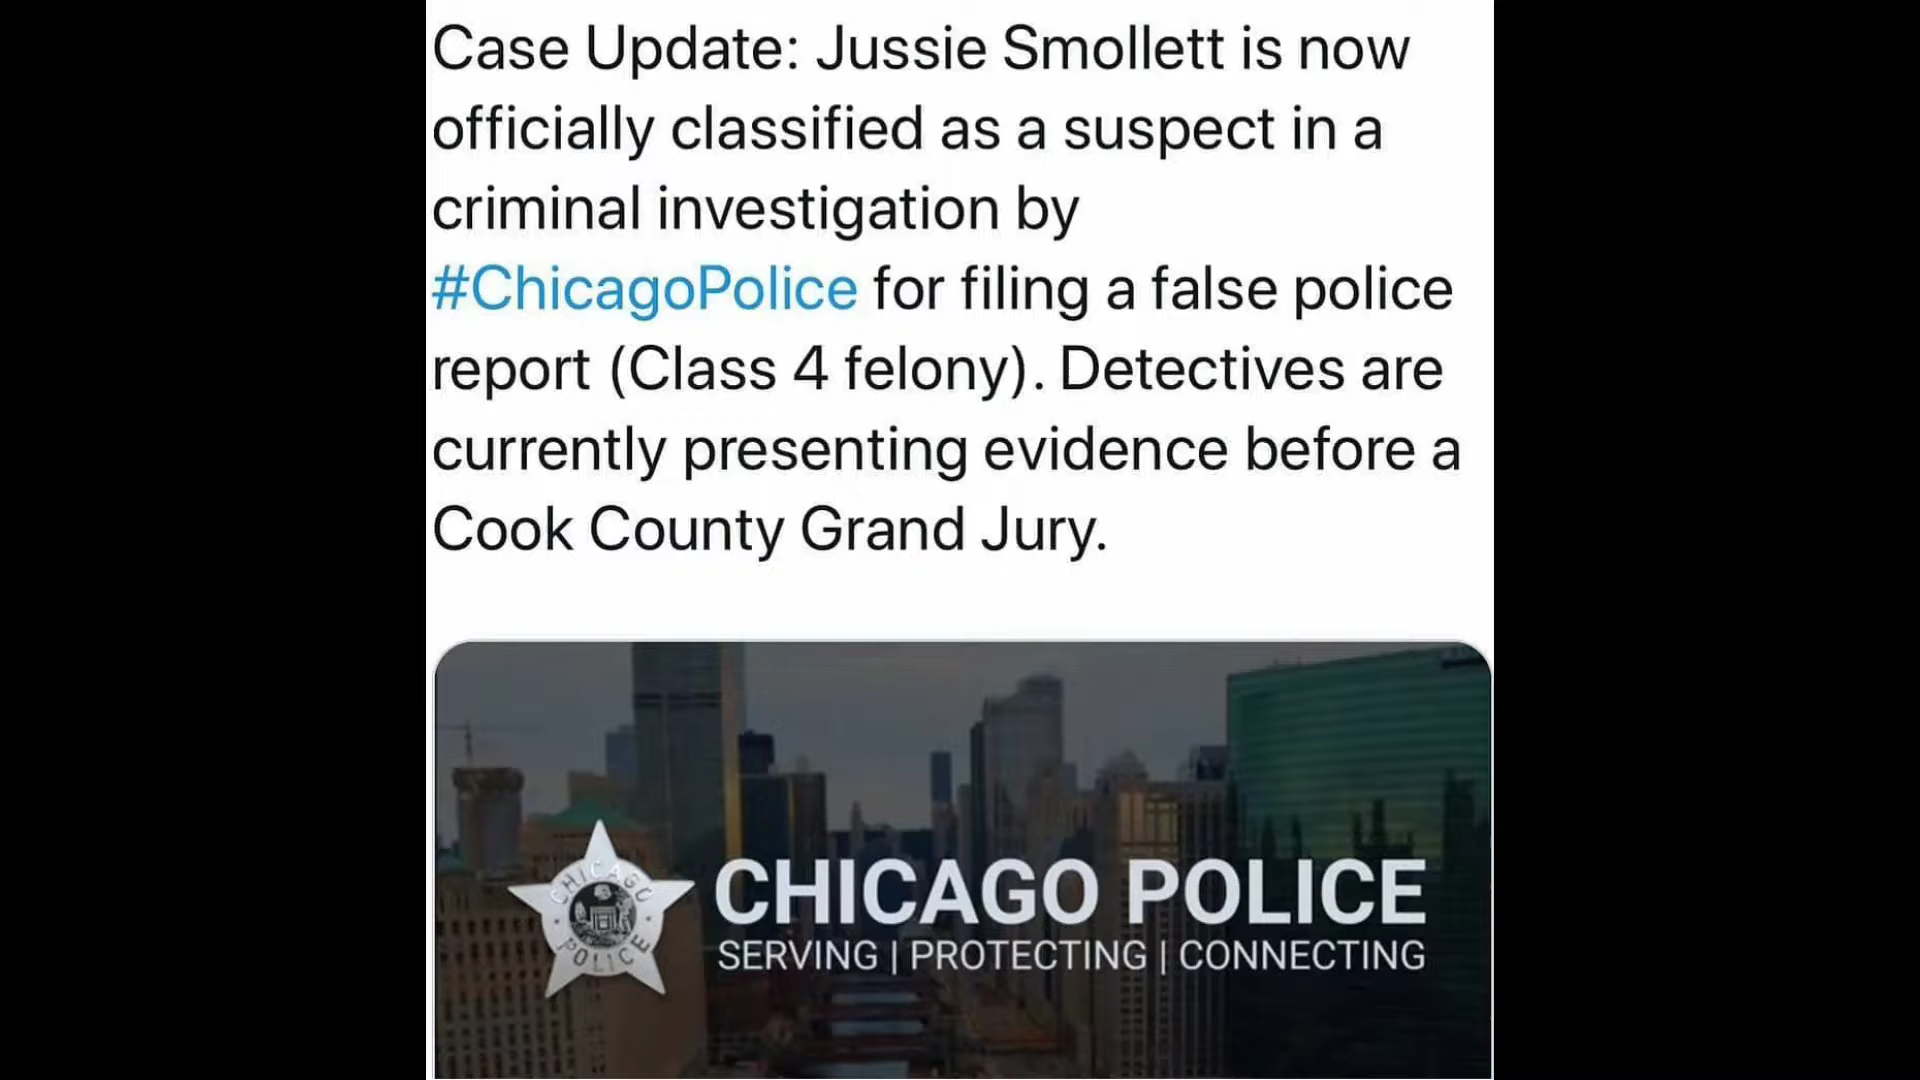 Case Update: Jussie Smollett is now
officially classified as a suspect in a
criminal investigation by
#ChicagoPolice for filing a false police
report (Class 4 felony). Detectives are
currently presenting evidence before a
Cook County Grand Jury.
CHICAGO
POLICE
CHICAGO POLICE
SERVING | PROTECTING | CONNECTING